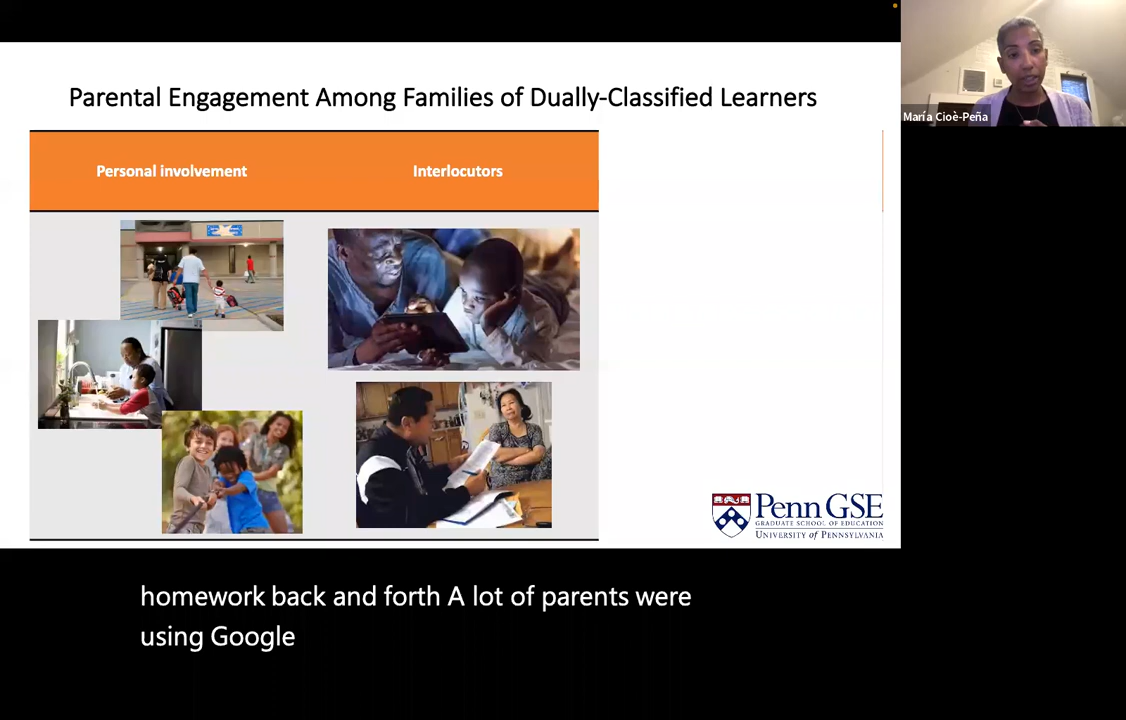 María Cioè-Peña
Parental Engagement Among Families of Dually-Classified Learners
Personal involvement
Interlocutors
Penn GSE
GRADUATE SCHOOL OF EDUCATION
UNIVERSITY of PENNSYLVANIA
homework back and forth A lot of parents were
using Google